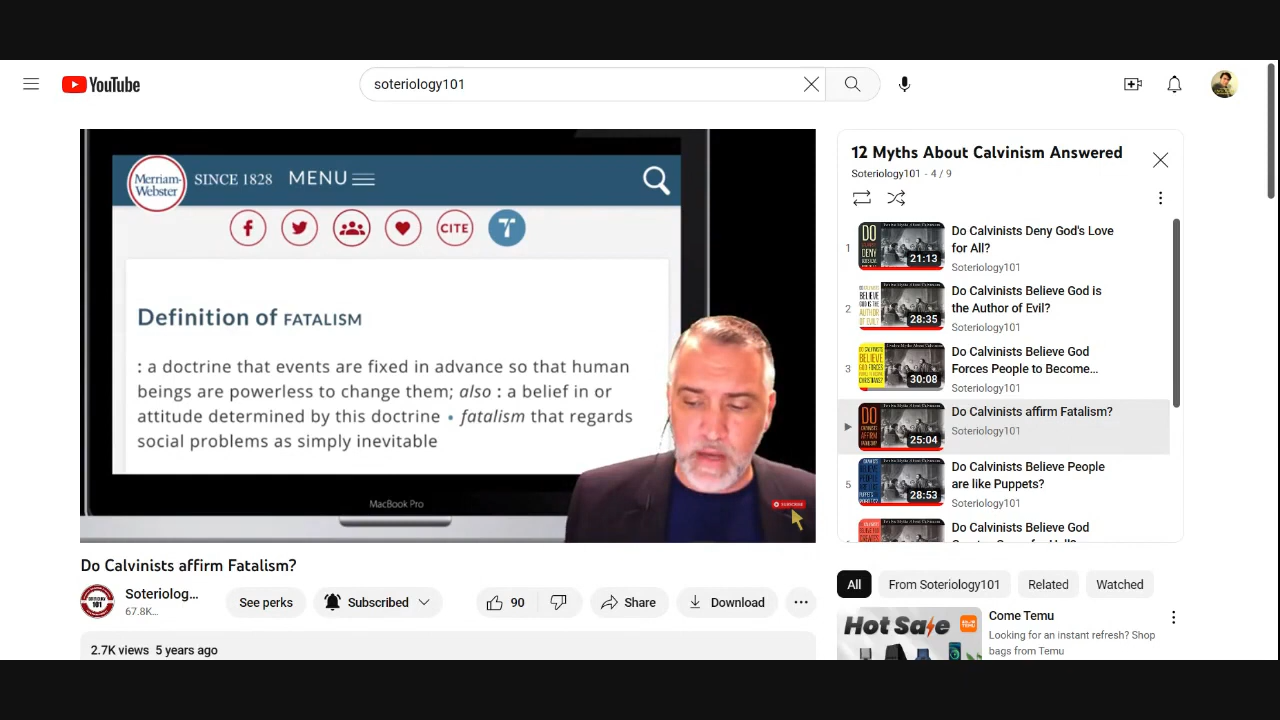 YouTube
soteriology101
Merriam-
Webster
SINCE 1828
MENU
CITE
Definition of FATALISM
: a doctrine that events are fixed in advance so that human
beings are powerless to change them; also : a belief in or
attitude determined by this doctrine • fatalism that regards
social problems as simply inevitable
MacBook Pro
SUBSCRIBE
Do Calvinists affirm Fatalism?
101
Soteriolog...
67.8K...
See perks
Subscribed
90
Share
Download
2.7K views 5 years ago
12 Myths About Calvinism Answered
Soteriology101 - 4 / 9
1
21:13
Do Calvinists Deny God's Love
for All?
Soteriology101
2
28:35
Do Calvinists Believe God is
the Author of Evil?
Soteriology101
3
30:08
Do Calvinists Believe God
Forces People to Become...
Soteriology101
25:04
Do Calvinists affirm Fatalism?
Soteriology101
5
28:53
Do Calvinists Believe People
are like Puppets?
Soteriology101
Do Calvinists Believe God
All
From Soteriology101
Related
Watched
Hot Sale
TEMU
Come Temu
Looking for an instant refresh? Shop
bags from Temu